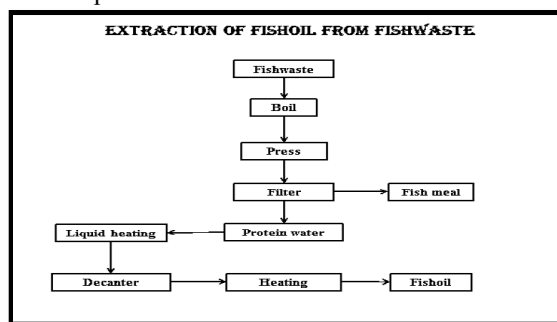 EXTRACTION OF FISHOIL FROM FISHWASTE
Fishwaste
Boil
Press
Filter
Fish meal
Liquid heating
Protein water
Decanter
Heating
Fishoil